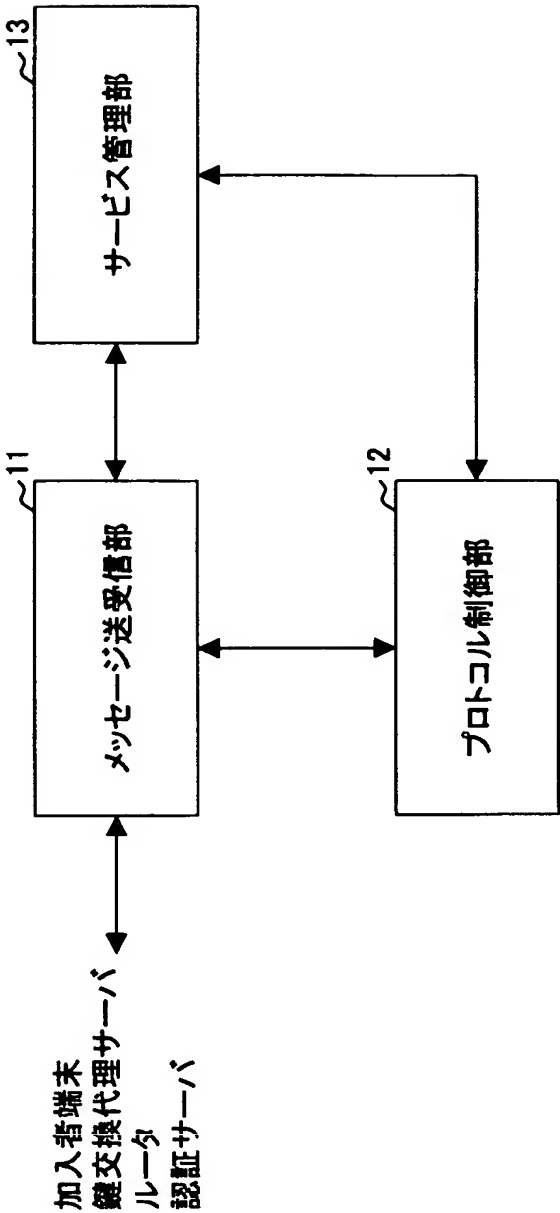 加入者端末
鍵交換代理サーバ
ルータ
認証サーバ
11
メッセージ送受信部
13
サービス管理部
12
プロトコル制御部